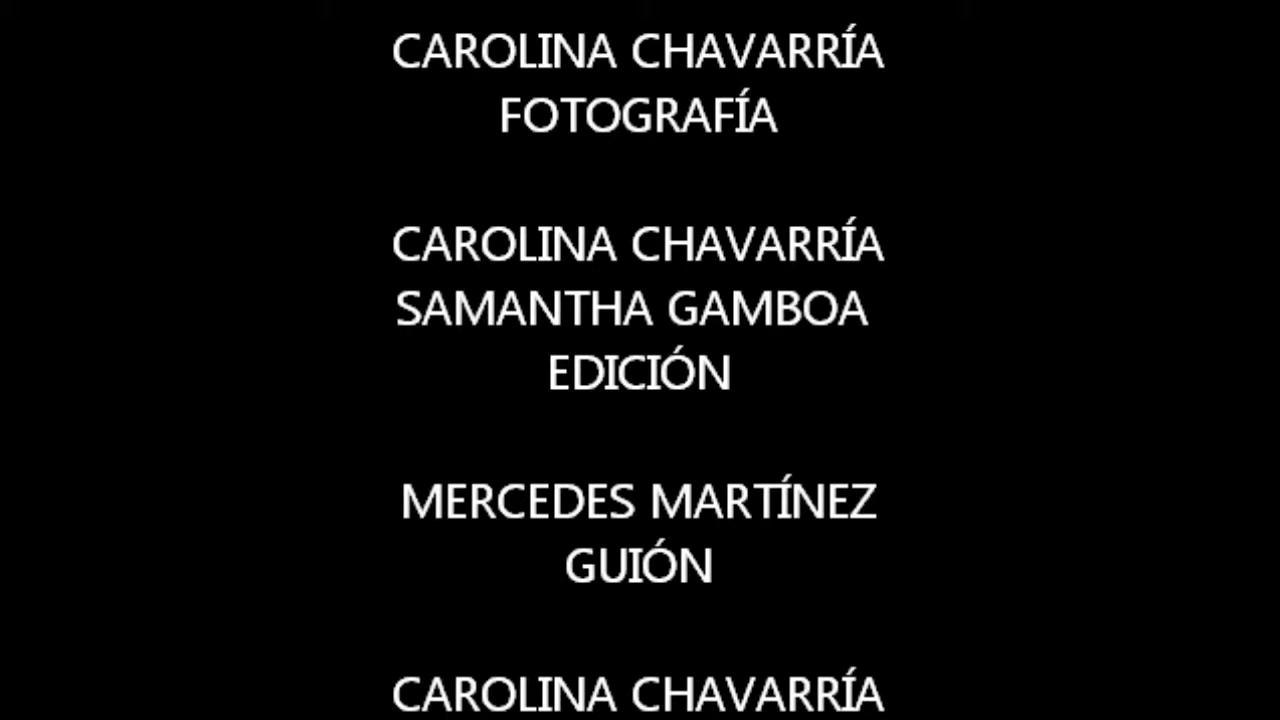 CAROLINA CHAVARRÍA
FOTOGRAFÍA
CAROLINA CHAVARRÍA
SAMANTHA GAMBOA
EDICIÓN
MERCEDES MARTÍNEZ
GUIÓN
CAROLINA CHAVARRÍA